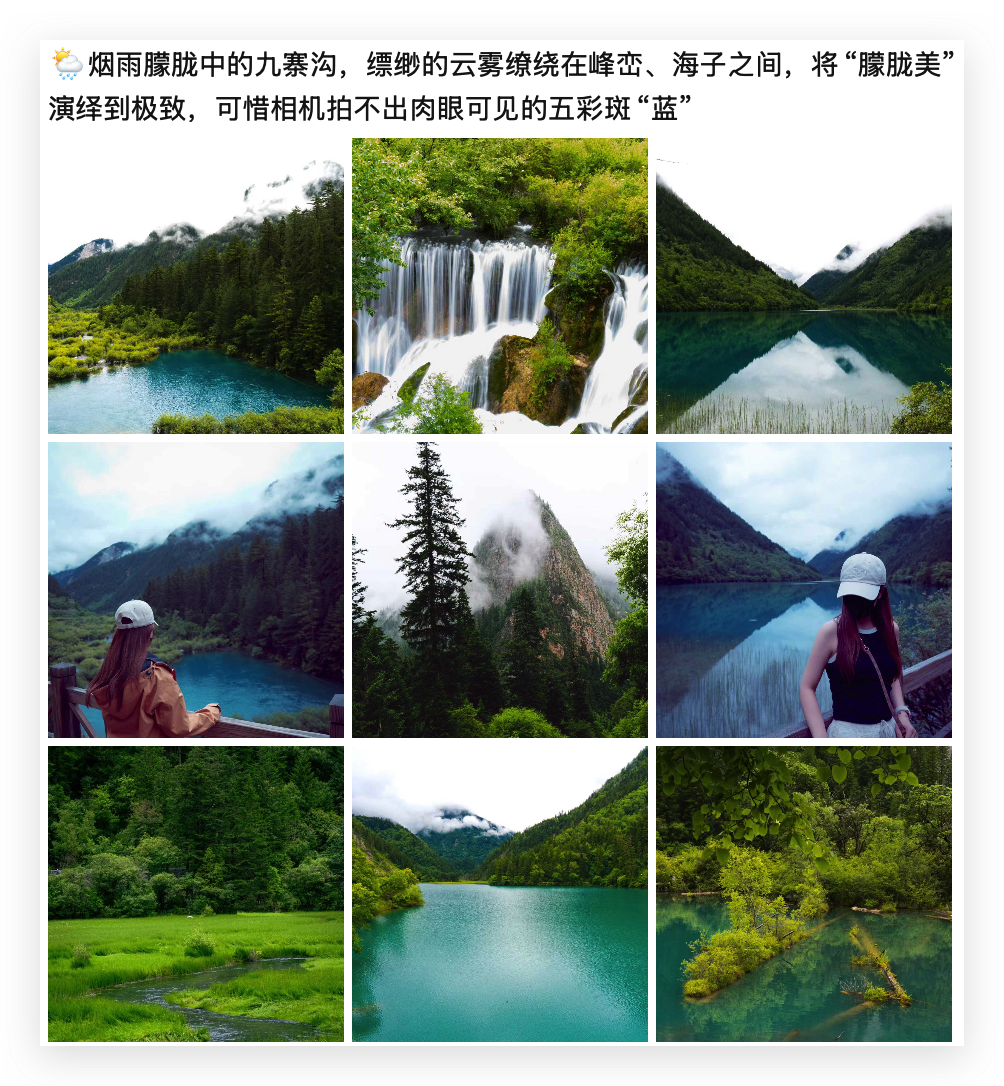 🌦️烟雨朦胧中的九寨沟，缥缈的云雾缭绕在峰峦、海子之间，将“朦胧美”
演绎到极致，可惜相机拍不出肉眼可见的五彩斑“蓝”